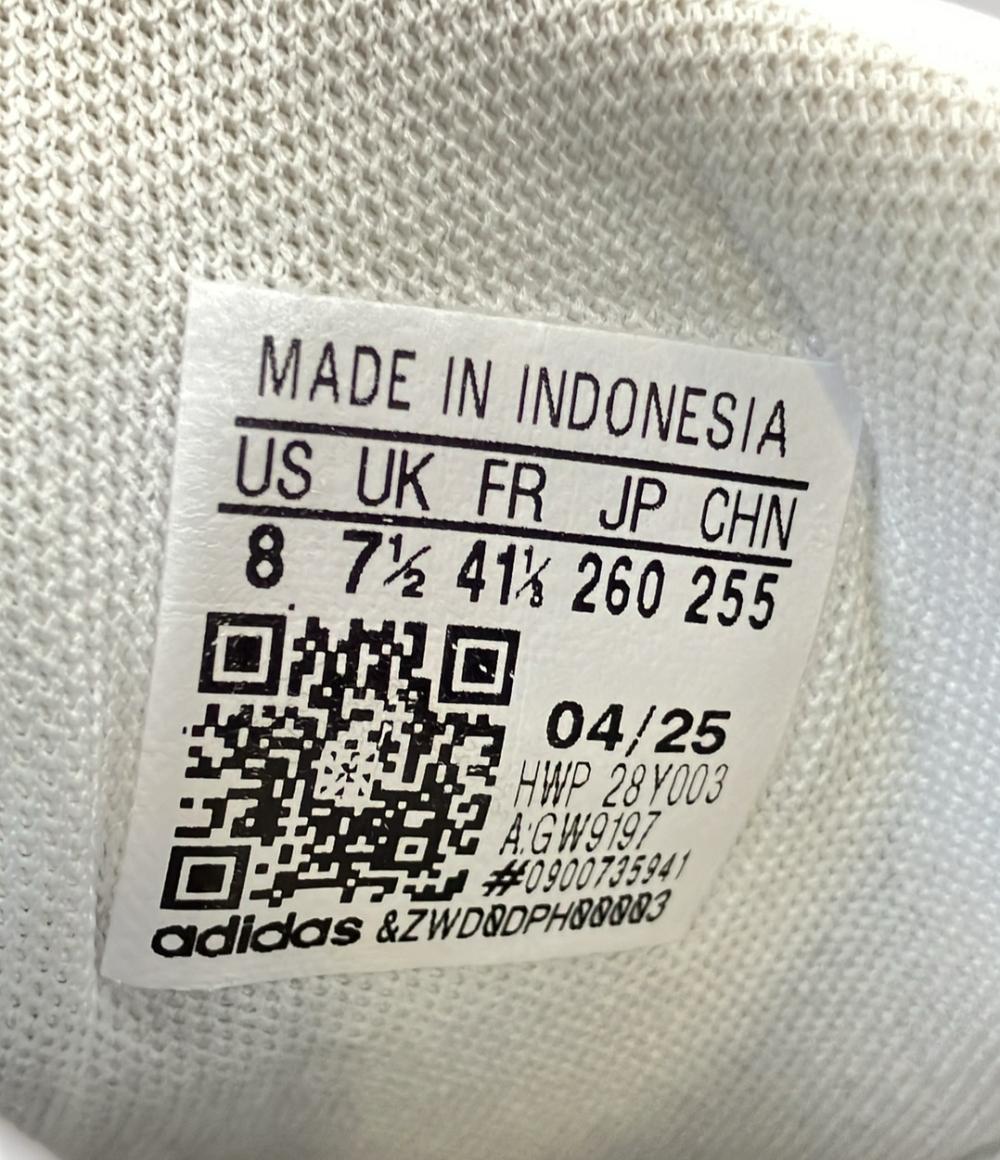 MADE IN INDONESIA
US UK FR JP CHN
8 7½ 41⅓ 260 255
04/25
HWP 28Y003
A:GW9197
#0900735941
adidas &ZWD0DPH00003